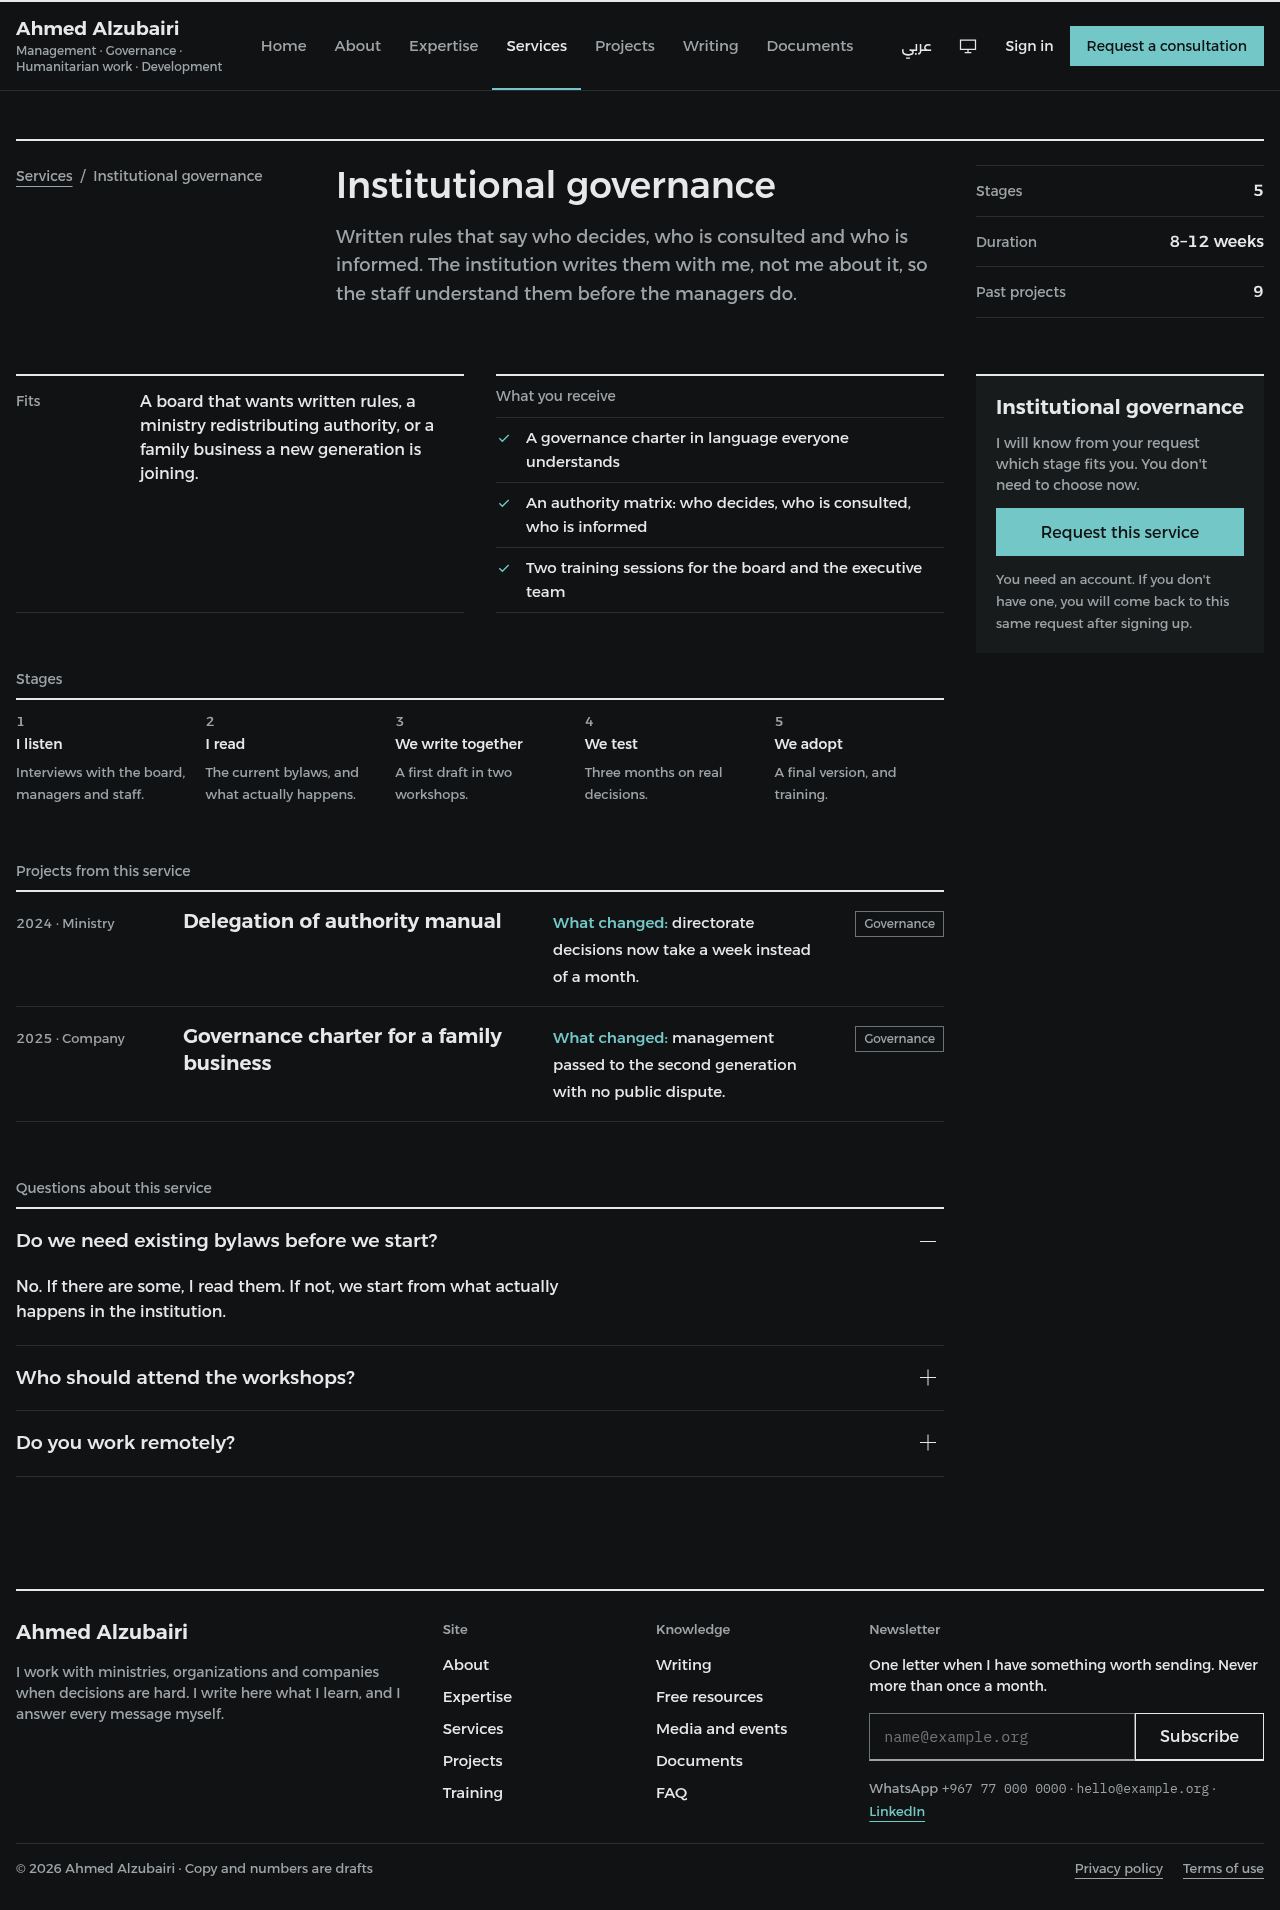 Ahmed Alzubairi
Management · Governance ·
Humanitarian work · Development
Home
About
Expertise
Services
Projects
Writing
Documents
عربي
Sign in
Request a consultation
Services / Institutional governance
Institutional governance
Written rules that say who decides, who is consulted and who is
informed. The institution writes them with me, not me about it, so
the staff understand them before the managers do.
Stages 5
Duration 8–12 weeks
Past projects 9
Fits
A board that wants written rules, a
ministry redistributing authority, or a
family business a new generation is
joining.
What you receive
A governance charter in language everyone
understands
An authority matrix: who decides, who is consulted,
who is informed
Two training sessions for the board and the executive
team
Institutional governance
I will know from your request
which stage fits you. You don't
need to choose now.
Request this service
You need an account. If you don't
have one, you will come back to this
same request after signing up.
Stages
1
I listen
Interviews with the board,
managers and staff.
2
I read
The current bylaws, and
what actually happens.
3
We write together
A first draft in two
workshops.
4
We test
Three months on real
decisions.
5
We adopt
A final version, and
training.
Projects from this service
2024 · Ministry
Delegation of authority manual
What changed: directorate
decisions now take a week instead
of a month.
Governance
2025 · Company
Governance charter for a family
business
What changed: management
passed to the second generation
with no public dispute.
Governance
Questions about this service
Do we need existing bylaws before we start?
No. If there are some, I read them. If not, we start from what actually
happens in the institution.
Who should attend the workshops?
Do you work remotely?
Ahmed Alzubairi
I work with ministries, organizations and companies
when decisions are hard. I write here what I learn, and I
answer every message myself.
Site
About
Expertise
Services
Projects
Training
Knowledge
Writing
Free resources
Media and events
Documents
FAQ
Newsletter
One letter when I have something worth sending. Never
more than once a month.
name@example.org
Subscribe
WhatsApp +967 77 000 0000 · hello@example.org ·
LinkedIn
© 2026 Ahmed Alzubairi · Copy and numbers are drafts
Privacy policy
Terms of use